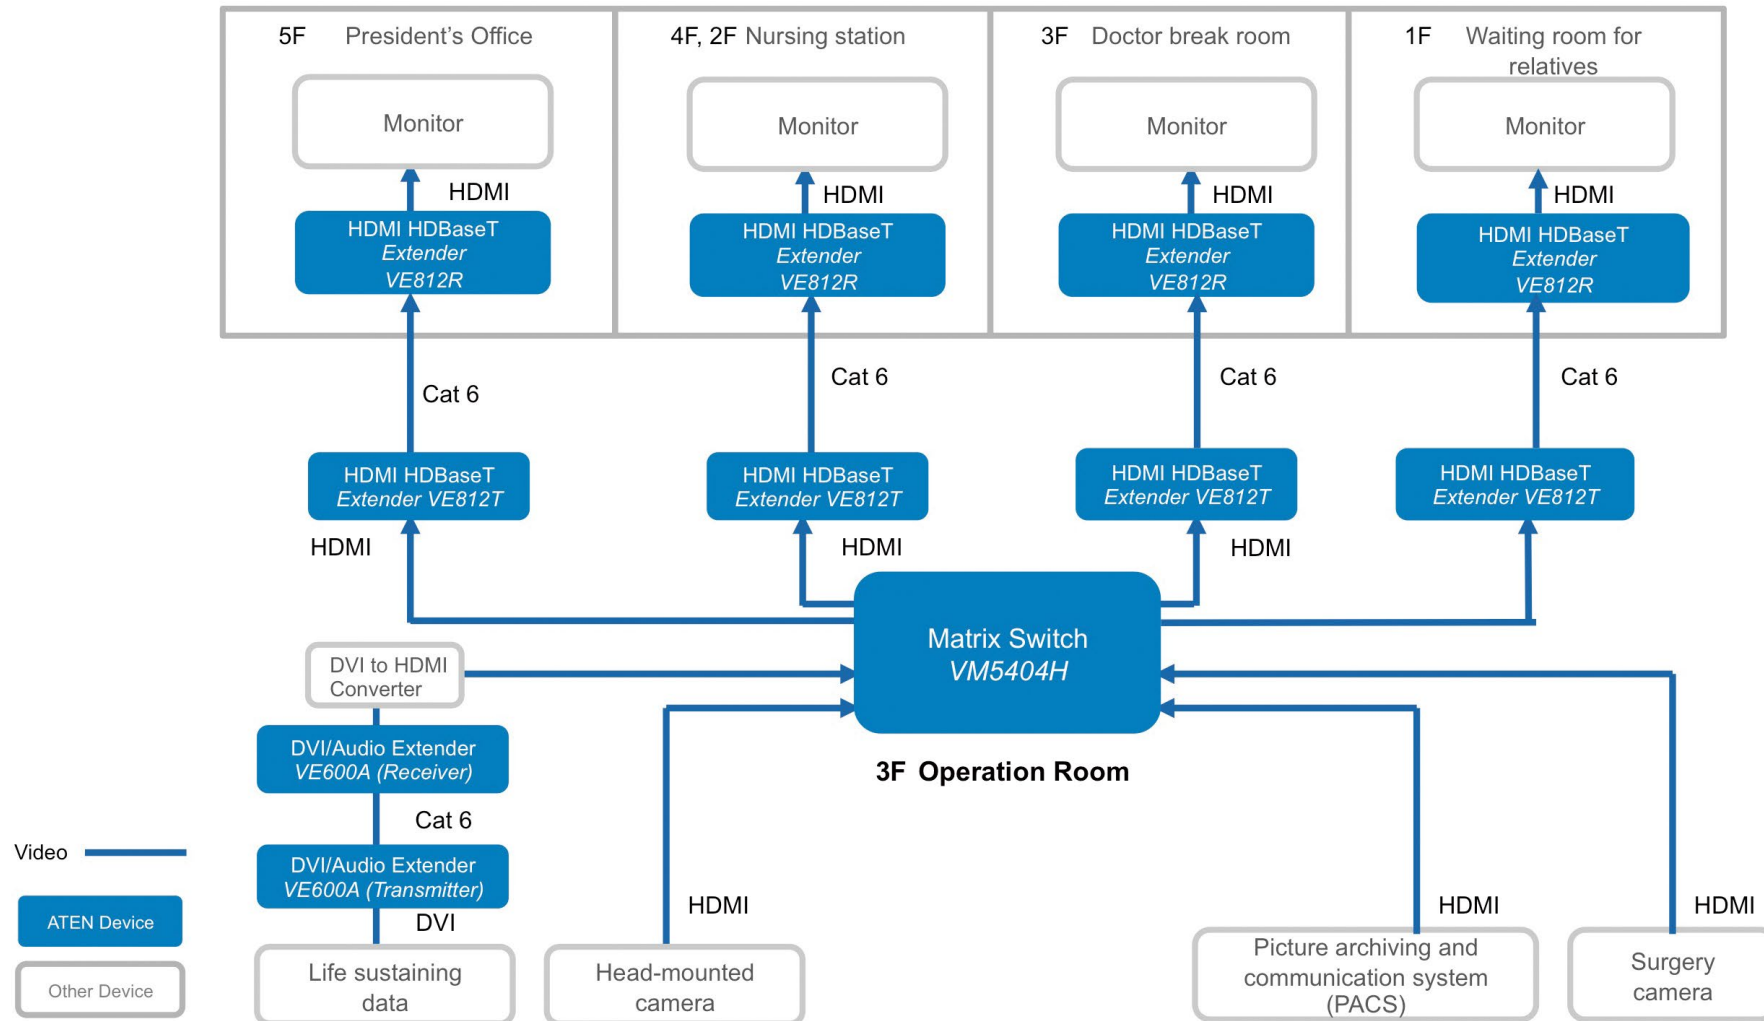 5F President's Office
4F, 2F Nursing station
3F Doctor break room
1F Waiting room for
relatives
Monitor
Monitor
Monitor
Monitor
HDMI
HDMI
HDMI
HDMI
HDMI HDBaseT
Extender
VE812R
HDMI HDBaseT
Extender
VE812R
HDMI HDBaseT
Extender
VE812R
HDMI HDBaseT
Extender
VE812R
Cat 6
Cat 6
Cat 6
Cat 6
HDMI HDBaseT
Extender VE812T
HDMI HDBaseT
Extender VE812T
HDMI HDBaseT
Extender VE812T
HDMI HDBaseT
Extender VE812T
HDMI
HDMI
HDMI
Matrix Switch
VM5404H
3F Operation Room
DVI to HDMI
Converter
DVI/Audio Extender
VE600A (Receiver)
Cat 6
DVI/Audio Extender
VE600A (Transmitter)
DVI
HDMI
HDMI
HDMI
Life sustaining
data
Head-mounted
camera
Picture archiving and
communication system
(PACS)
Surgery
camera
Video
ATEN Device
Other Device